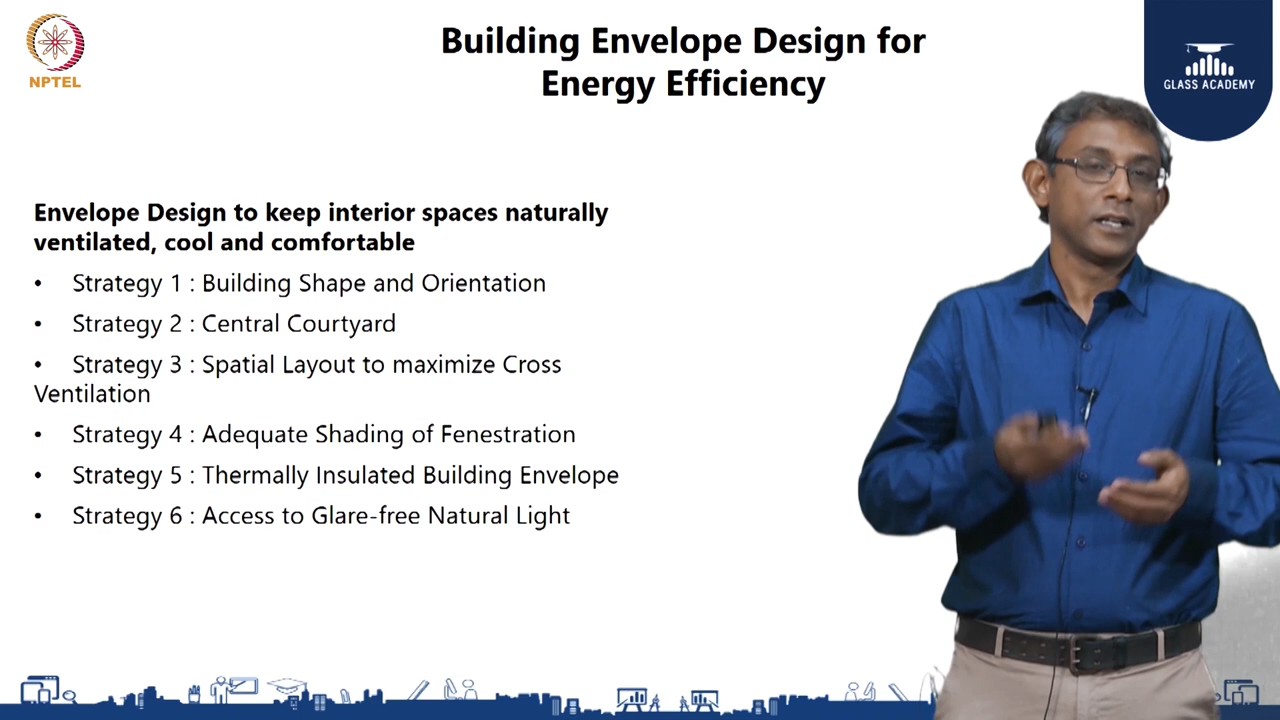 NPTEL
Building Envelope Design for
Energy Efficiency
GLASS ACADEMY
Envelope Design to keep interior spaces naturally
ventilated, cool and comfortable
• Strategy 1 : Building Shape and Orientation
• Strategy 2 : Central Courtyard
• Strategy 3 : Spatial Layout to maximize Cross
Ventilation
• Strategy 4 : Adequate Shading of Fenestration
• Strategy 5 : Thermally Insulated Building Envelope
• Strategy 6 : Access to Glare-free Natural Light